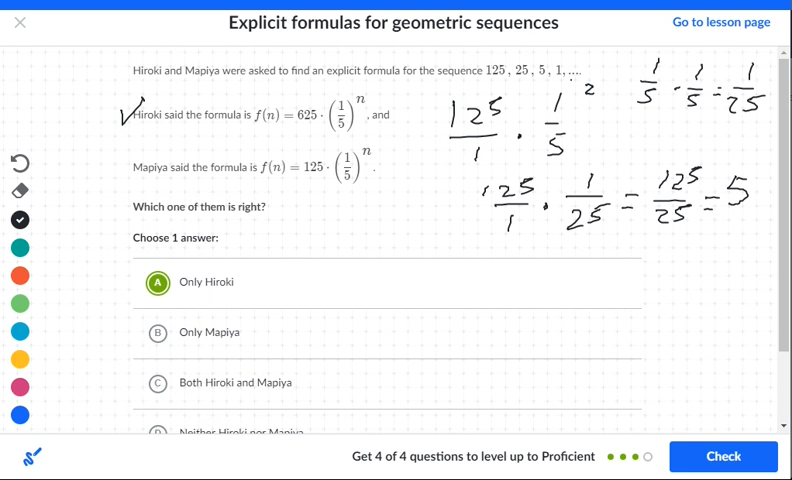 Explicit formulas for geometric sequences
Go to lesson page
Hiroki and Mapiya were asked to find an explicit formula for the sequence 125, 25, 5, 1, ....
Hiroki said the formula is f(n) = 625 · (1/5)^n, and
Mapiya said the formula is f(n) = 125 · (1/5)^n.
Which one of them is right?
Choose 1 answer:
A Only Hiroki
B Only Mapiya
C Both Hiroki and Mapiya
D Neither Hiroki nor Mapiya
1/5 · 1/5 = 1/25
125/1 · 1/5 2
125/1 · 1/25 = 125/25 = 5
Get 4 of 4 questions to level up to Proficient
Check